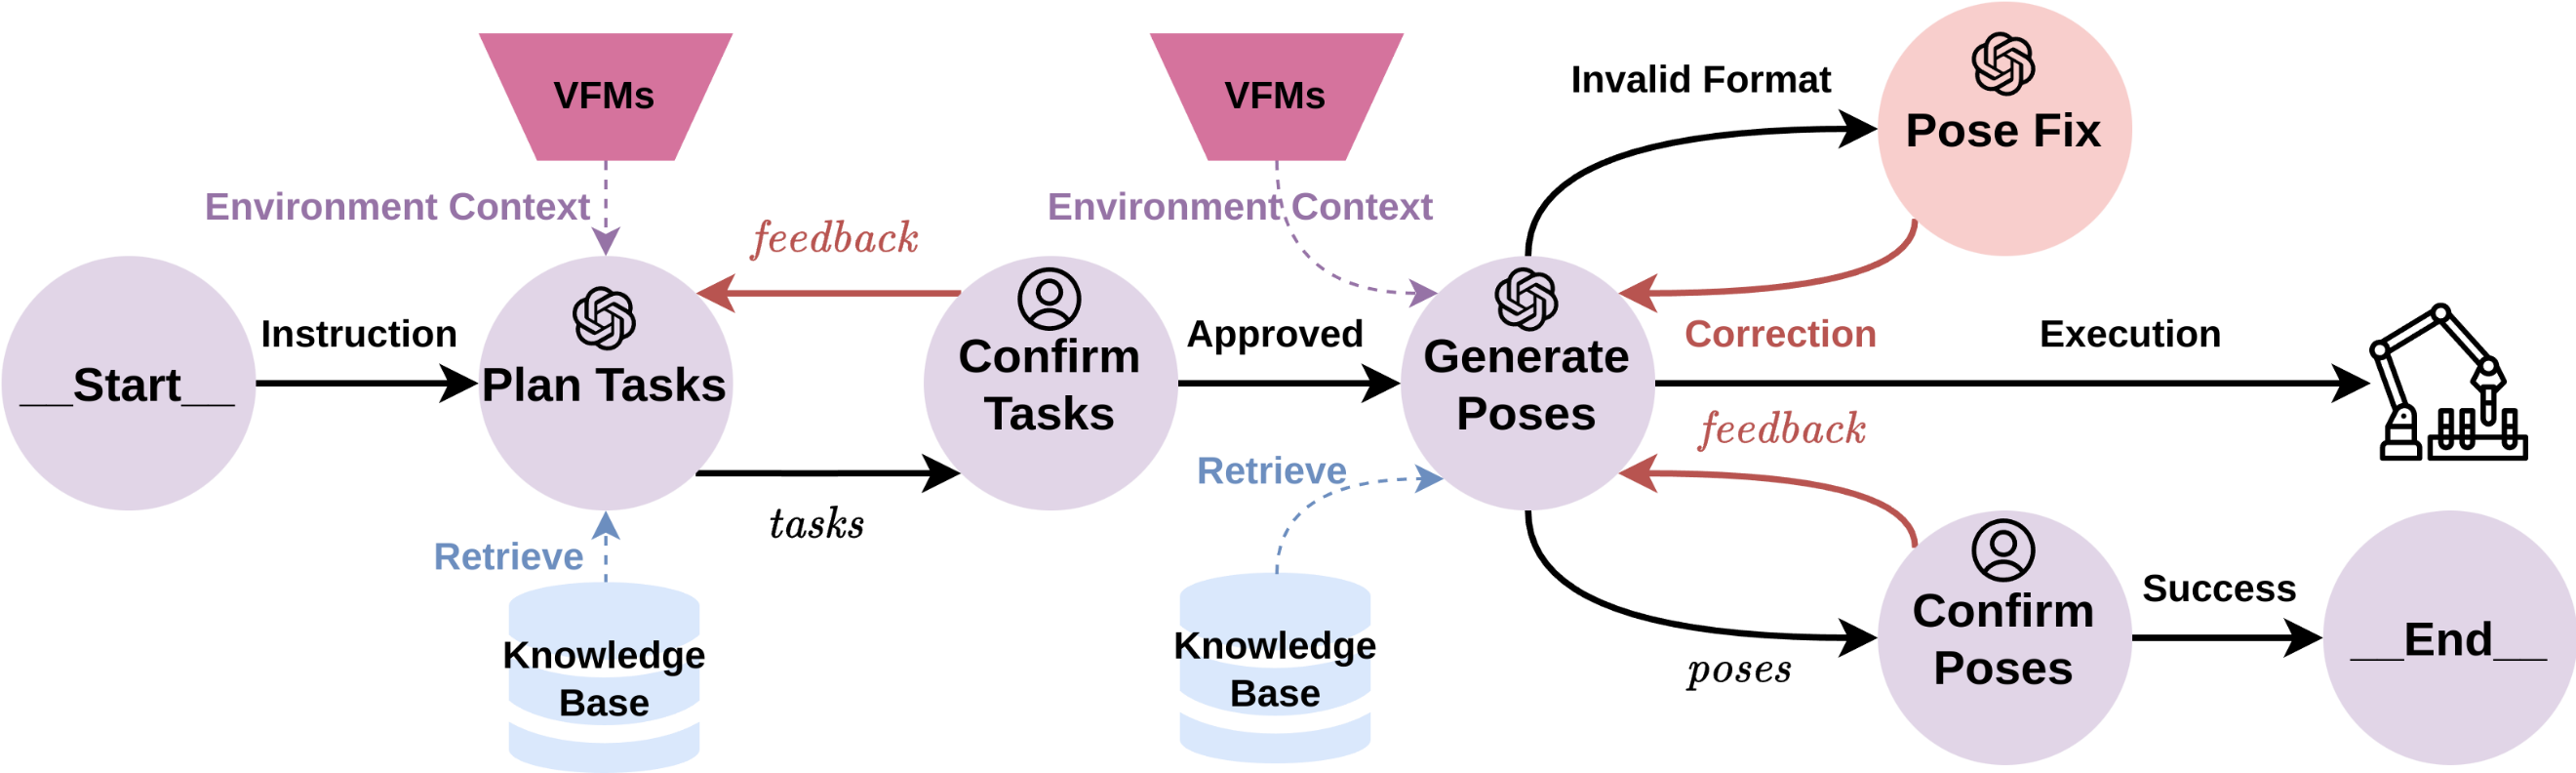 VFMs
VFMs
Invalid Format
Pose Fix
Environment Context
Environment Context
feedback
Instruction
Approved
Correction
Execution
__Start__
Plan Tasks
Confirm
Tasks
Generate
Poses
feedback
Retrieve
tasks
Retrieve
Success
Confirm
Poses
__End__
Knowledge
Base
Knowledge
Base
poses